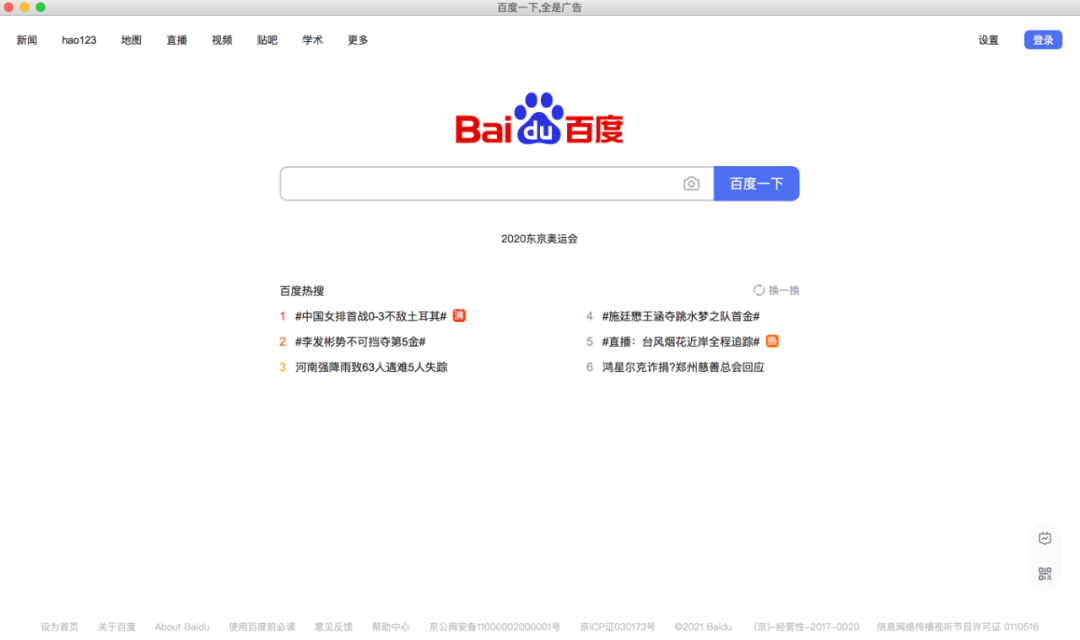 百度一下,全是广告
新闻 hao123 地图 直播 视频 贴吧 学术 更多 设置 登录
Bai du 百度
百度一下
2020东京奥运会
百度热搜 换一换
1 #中国女排首战0-3不敌土耳其# 沸
2 #李发彬势不可挡夺第5金#
3 河南强降雨致63人遇难5人失踪
4 #施廷懋王涵夺跳水梦之队首金#
5 #直播：台风烟花近岸全程追踪# 热
6 鸿星尔克诈捐?郑州慈善总会回应
设为首页 关于百度 About Baidu 使用百度前必读 意见反馈 帮助中心 京公网安备11000002000001号 京ICP证030173号 ©2021 Baidu (京)-经营性-2017-0020 信息网络传播视听节目许可证 0110516